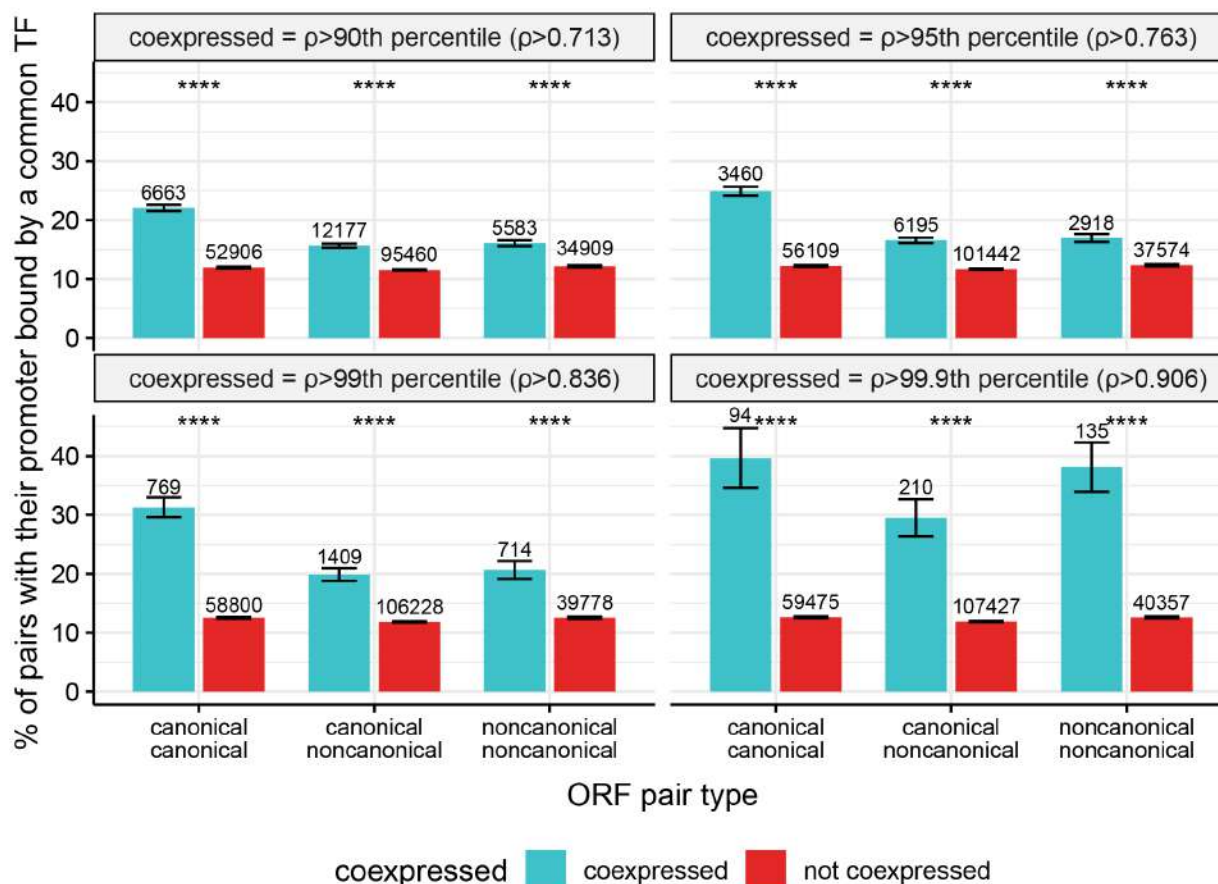 % of pairs with their promoter bound by a common TF
coexpressed = ρ>90th percentile (ρ>0.713)
coexpressed = ρ>95th percentile (ρ>0.763)
40
30
20
10
0
**** **** ****
6663 52906 12177 95460 5583 34909
**** **** ****
3460 56109 6195 101442 2918 37574
coexpressed = ρ>99th percentile (ρ>0.836)
coexpressed = ρ>99.9th percentile (ρ>0.906)
40
30
20
10
0
**** **** ****
769 58800 1409 106228 714 39778
**** **** ****
94 59475 210 107427 135 40357
canonical canonical noncanonical
canonical noncanonical noncanonical
canonical canonical noncanonical
canonical noncanonical noncanonical
ORF pair type
coexpressed coexpressed not coexpressed